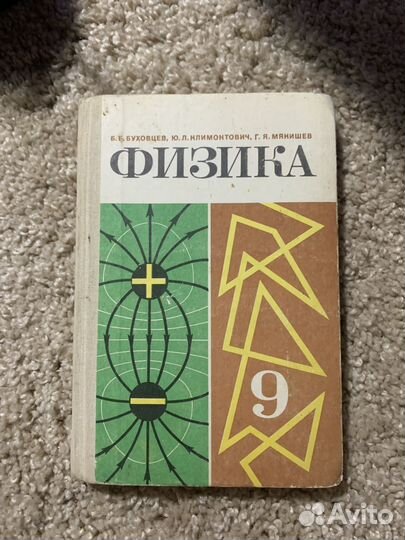 Б. Б. БУХОВЦЕВ, Ю. Л. КЛИМОНТОВИЧ, Г. Я. МЯКИШЕВ
ФИЗИКА
+
−
9
Avito